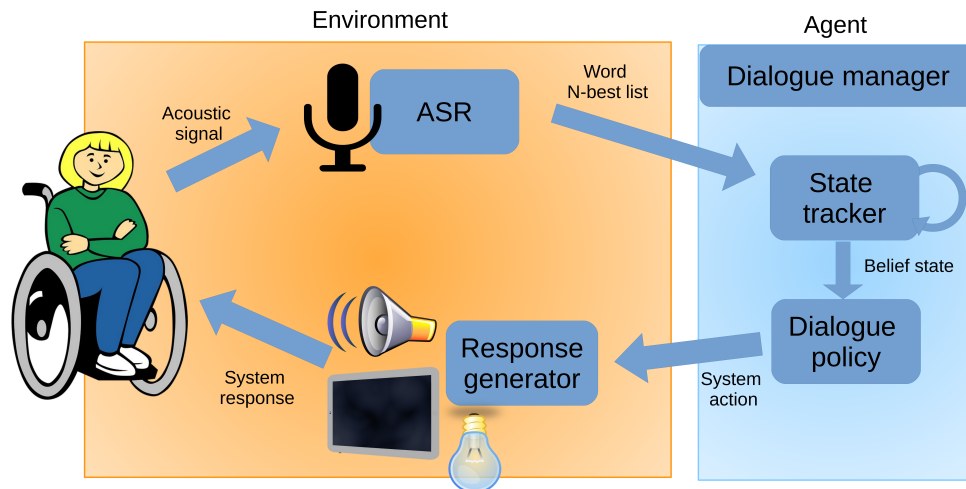 Environment
Agent
Dialogue manager
Acoustic
signal
ASR
Word
N-best list
State
tracker
Belief state
Dialogue
policy
System
action
Response
generator
System
response